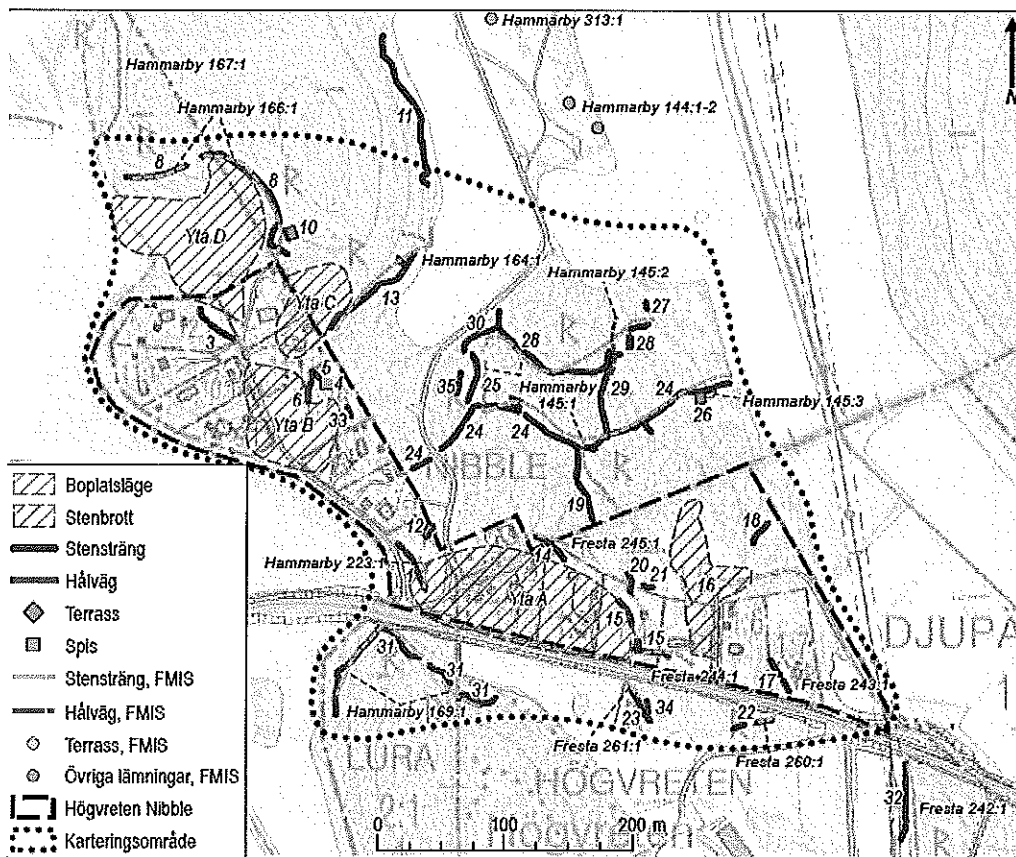 Hammarby 313:1
N
Hammarby 167:1
Hammarby 166:1
Hammarby 144:1-2
11
8
8
10
Yta D
Hammarby 164:1
Hammarby 145:2
13
Yta C
27
30
28
28
3
5
4
6
35
25
Hammarby
145:1
29
24
26
Hammarby 145:3
33
Yta B
24
24
24
NIBBLE
19
12
18
14
Fresta 245:1
Hammarby 223:1
1
20
21
16
Yta A
15
15
DJUPA
31
31
31
Fresta 244:1
17
Fresta 243:1
Hammarby 169:1
23
34
22
Fresta 261:1
Fresta 260:1
LURA
HÖGVRETEN
HÖGVRETEN
32
Fresta 242:1
0
100
200 m
Boplatsläge
Stenbrott
Stensträng
Hålväg
Terrass
Spis
Stensträng, FMIS
Hålväg, FMIS
Terrass, FMIS
Övriga lämningar, FMIS
Högvreten Nibble
Karteringsområde